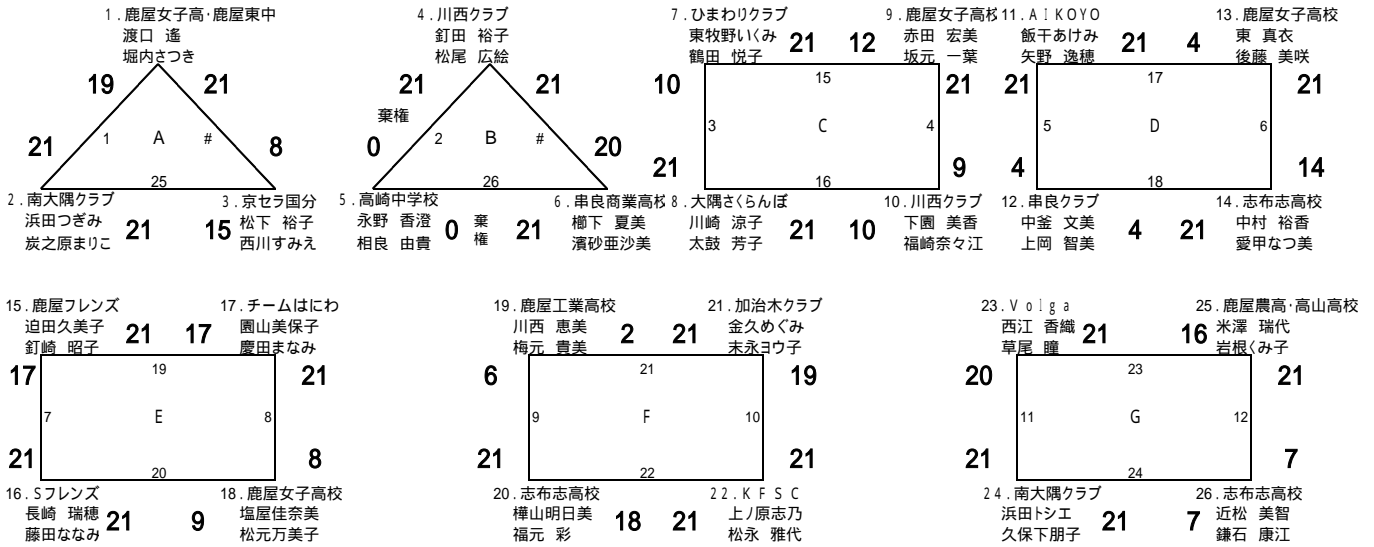 1.鹿屋女子高･鹿屋東中
渡口 遙
堀内さつき
19 21
21 1 A # 8
25
2.南大隅クラブ
浜田つぎみ
炭之原まりこ
21 15
3.京セラ国分
松下 裕子
西川すみえ
4.川西クラブ
釘田 裕子
松尾 広絵
21 21
棄権
0 2 B # 20
26
5.高崎中学校
永野 香澄
相良 由貴
0 棄権 21
6.串良商業高校
櫛下 夏美
濱砂亜沙美
7.ひまわりクラブ
東牧野いくみ
鶴田 悦子
21 12
9.鹿屋女子高校
赤田 宏美
坂元 一葉
10 15 21
3 C 4
21 16 9
8.大隅さくらんぼ
川崎 涼子
太鼓 芳子
21 10
10.川西クラブ
下園 美香
福崎奈々江
11.AIKOYO
飯干あけみ
矢野 逸穂
21 4
13.鹿屋女子高校
東 真衣
後藤 美咲
21 17 21
5 D 6
4 18 14
12.串良クラブ
中釜 文美
上岡 智美
4 21
14.志布志高校
中村 裕香
愛甲なつ美
15.鹿屋フレンズ
迫田久美子
釘崎 昭子
21 17
17.チームはにわ
園山美保子
慶田まなみ
17 19 21
7 E 8
21 20 8
16.Sフレンズ
長崎 瑞穂
藤田ななみ
21 9
18.鹿屋女子高校
塩屋佳奈美
松元万美子
19.鹿屋工業高校
川西 恵美
梅元 貴美
2 21
21.加治木クラブ
金久めぐみ
末永ヨウ子
6 21 19
9 F 10
21 22 21
20.志布志高校
樺山明日美
福元 彩
18 21
22.KFSC
上ノ原志乃
松永 雅代
23.Volga
西江 香織
草尾 瞳
21 16
25.鹿屋農高･高山高校
米澤 瑞代
岩根くみ子
20 23 21
11 G 12
21 24 7
24.南大隅クラブ
浜田トシエ
久保下朋子
21 7
26.志布志高校
近松 美智
鎌石 康江